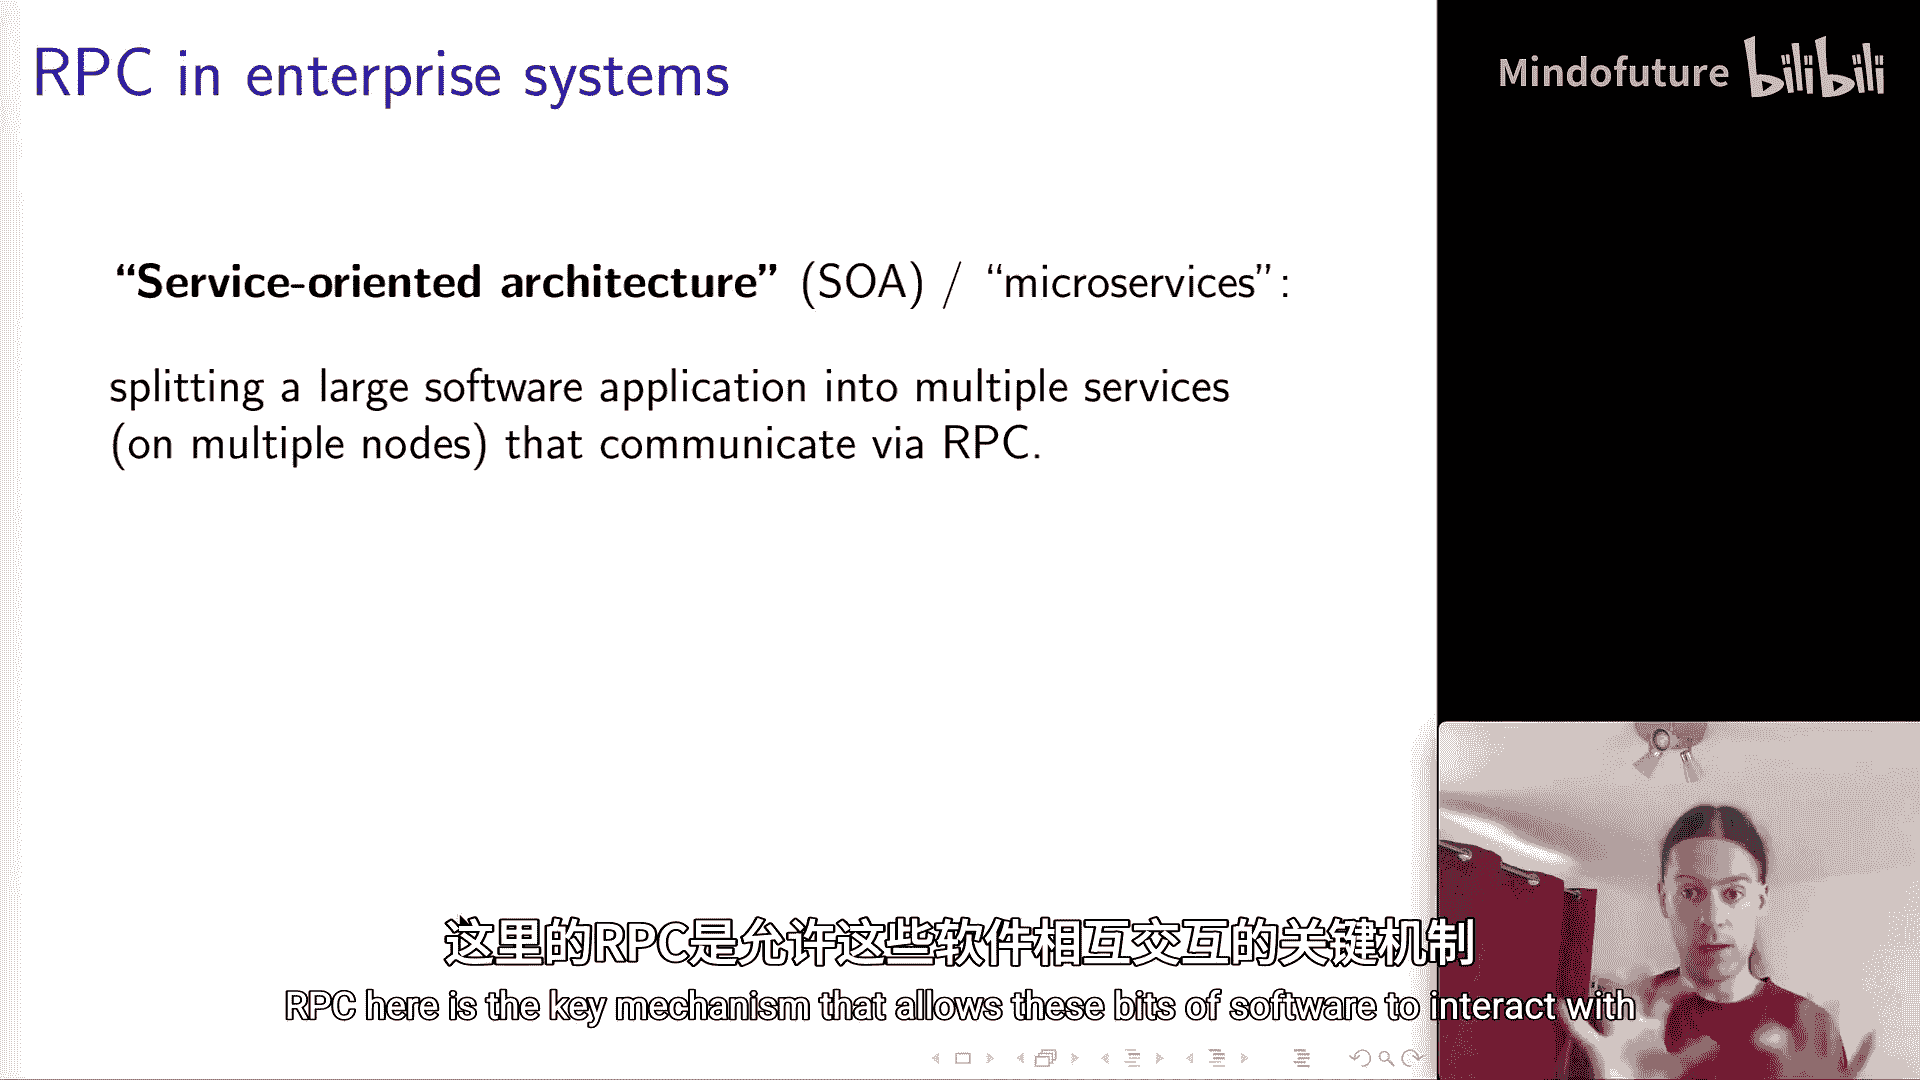 RPC in enterprise systems
Mindofuture bilibili
“Service-oriented architecture” (SOA) / “microservices”:
splitting a large software application into multiple services
(on multiple nodes) that communicate via RPC.
这里的RPC是允许这些软件相互交互的关键机制
RPC here is the key mechanism that allows these bits of software to interact with